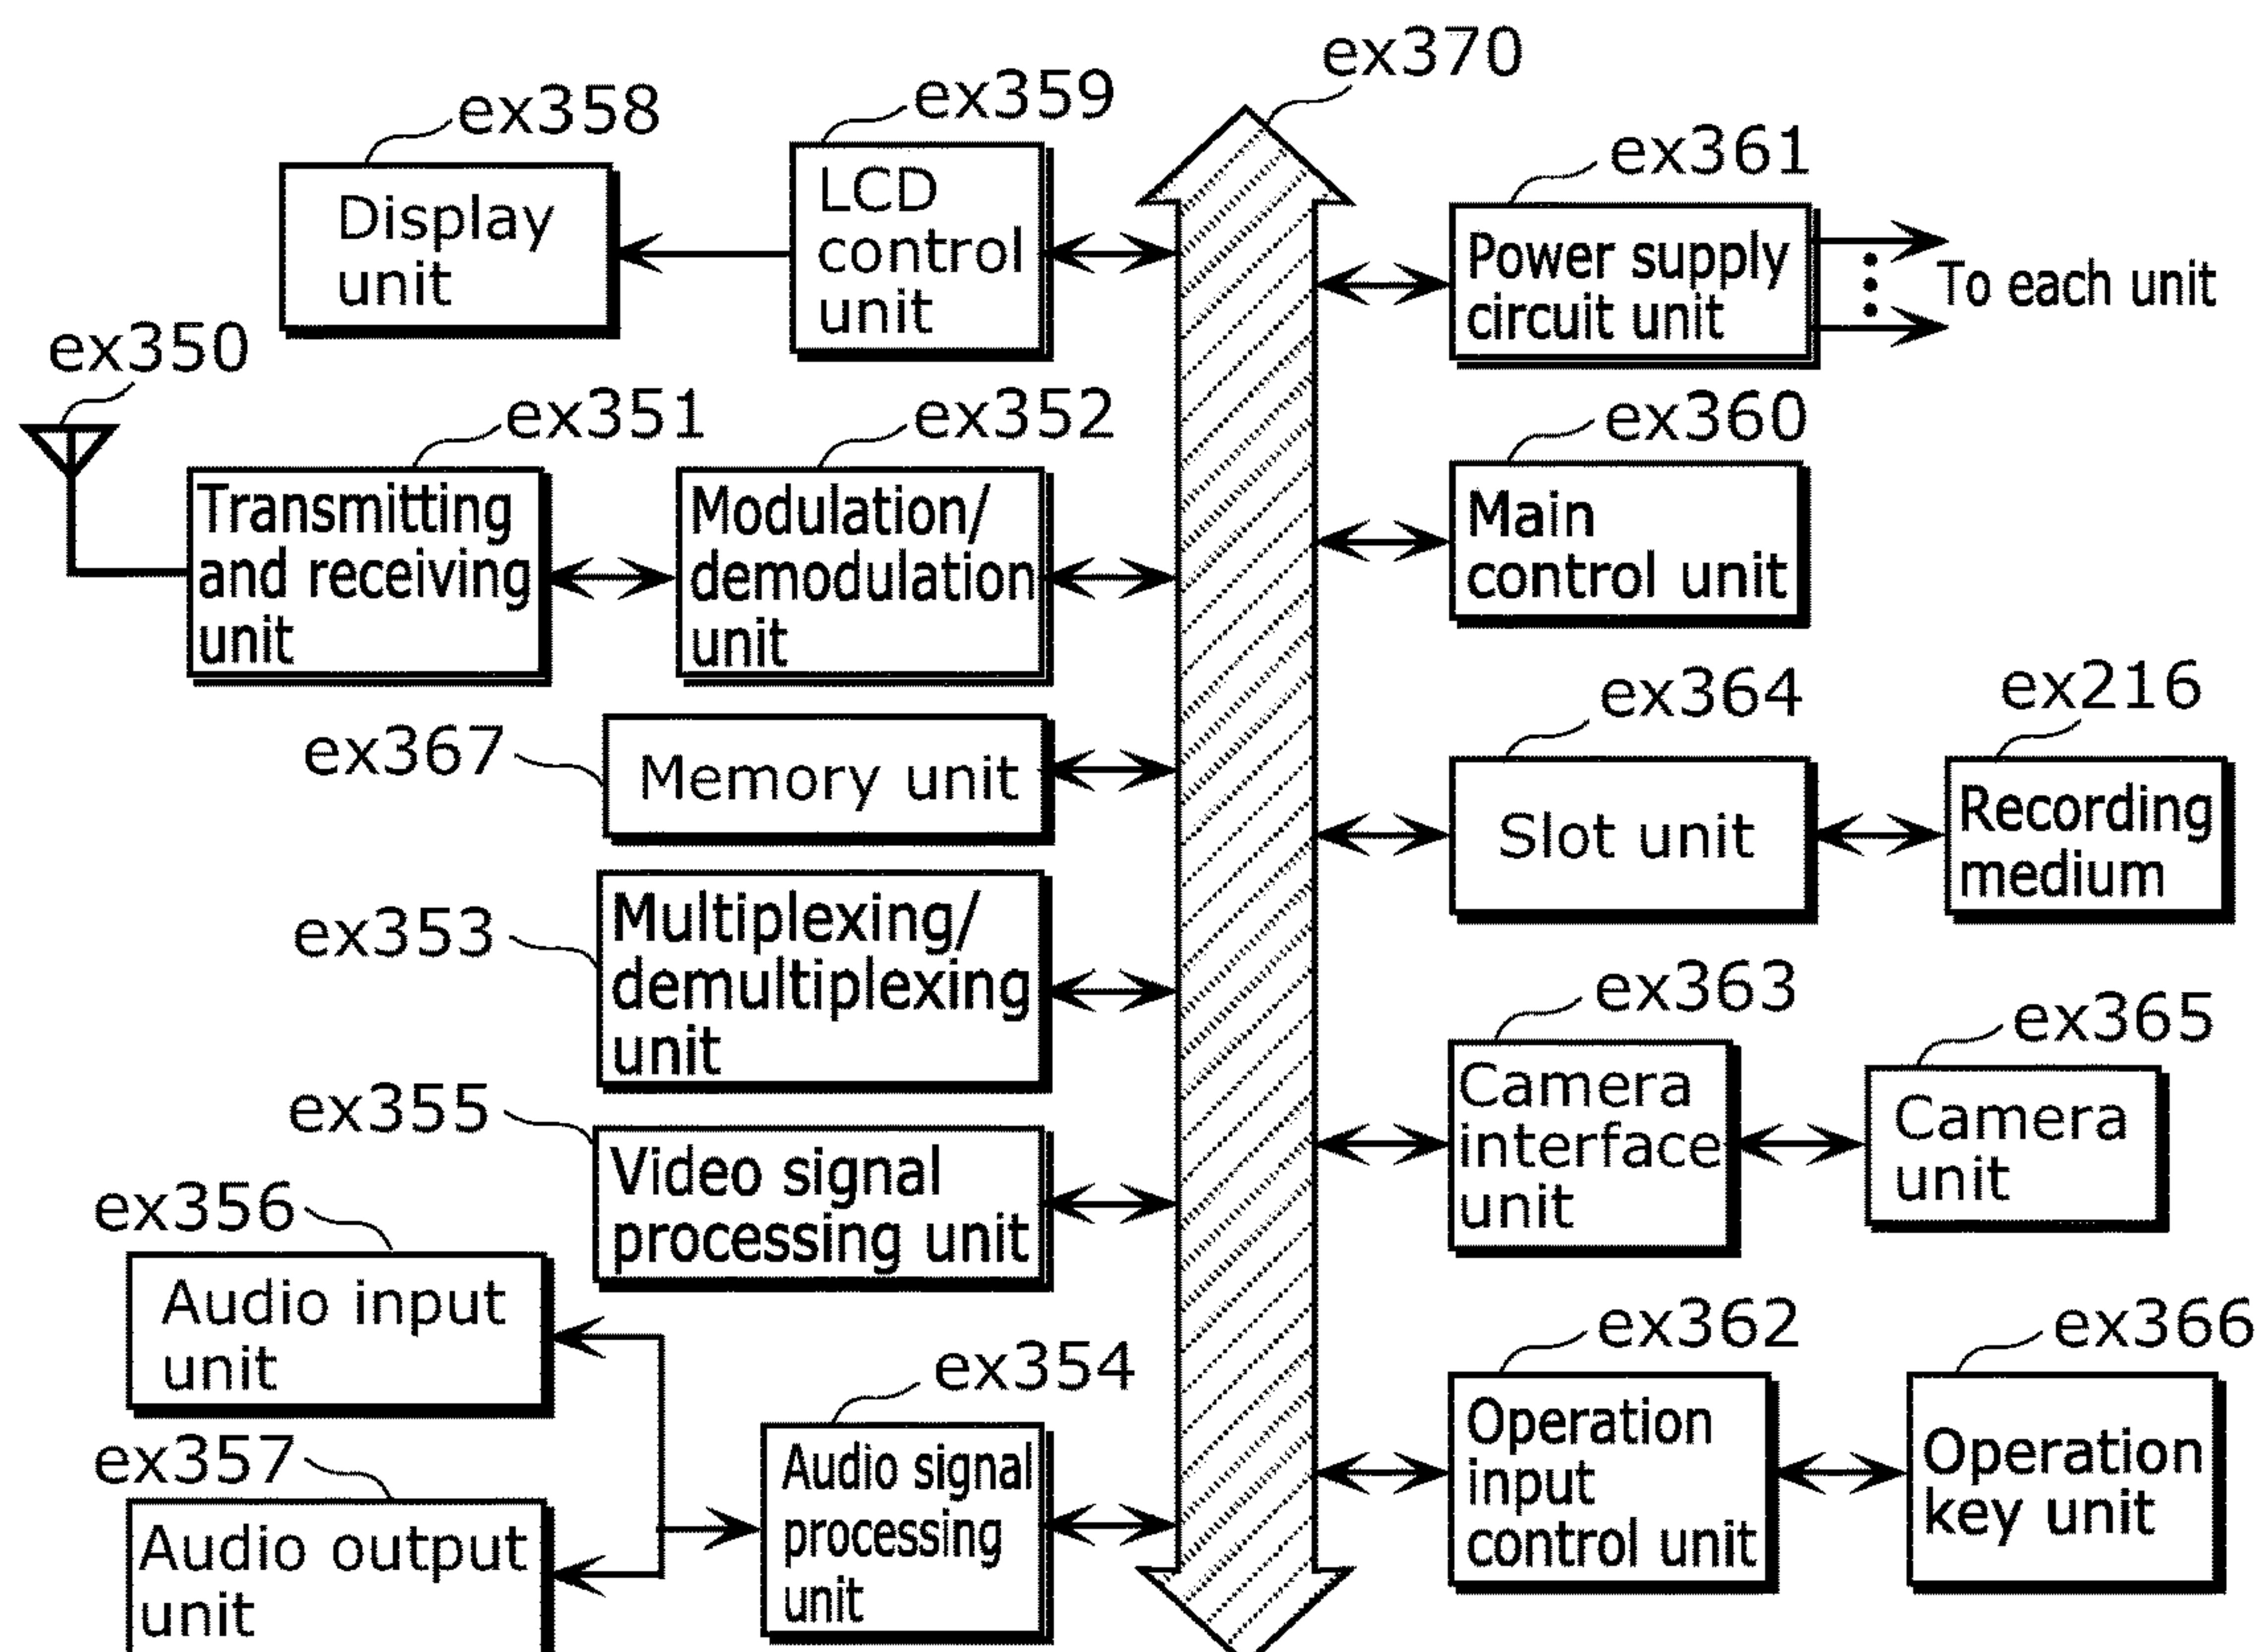 ex370
ex358
ex359
ex361
Display
unit
LCD
control
unit
Power supply
circuit unit
To each unit
ex350
ex351
ex352
ex360
Transmitting
and receiving
unit
Modulation/
demodulation
unit
Main
control unit
ex367
Memory unit
ex364
ex216
Slot unit
Recording
medium
ex353
Multiplexing/
demultiplexing
unit
ex363
ex365
Camera
interface
unit
Camera
unit
ex355
Video signal
processing unit
ex356
Audio input
unit
ex354
ex362
ex366
ex357
Audio output
unit
Audio signal
processing
unit
Operation
input
control unit
Operation
key unit